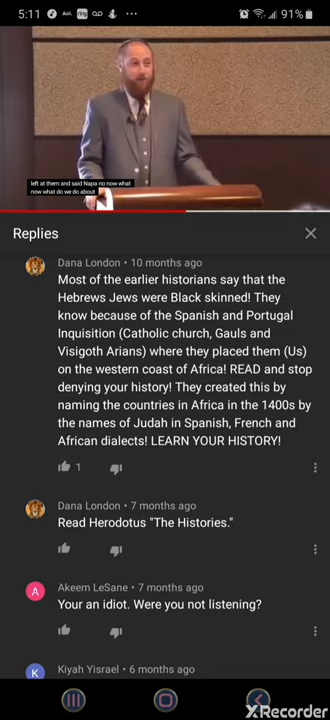 5:11
AOL
ring
91%
left at them and said Napa no now what
now what do we do about
Replies
Dana London • 10 months ago
Most of the earlier historians say that the
Hebrews Jews were Black skinned! They
know because of the Spanish and Portugal
Inquisition (Catholic church, Gauls and
Visigoth Arians) where they placed them (Us)
on the western coast of Africa! READ and stop
denying your history! They created this by
naming the countries in Africa in the 1400s by
the names of Judah in Spanish, French and
African dialects! LEARN YOUR HISTORY!
1
Dana London • 7 months ago
Read Herodotus "The Histories."
A
Akeem LeSane • 7 months ago
Your an idiot. Were you not listening?
K
Kiyah Yisrael • 6 months ago
XRecorder